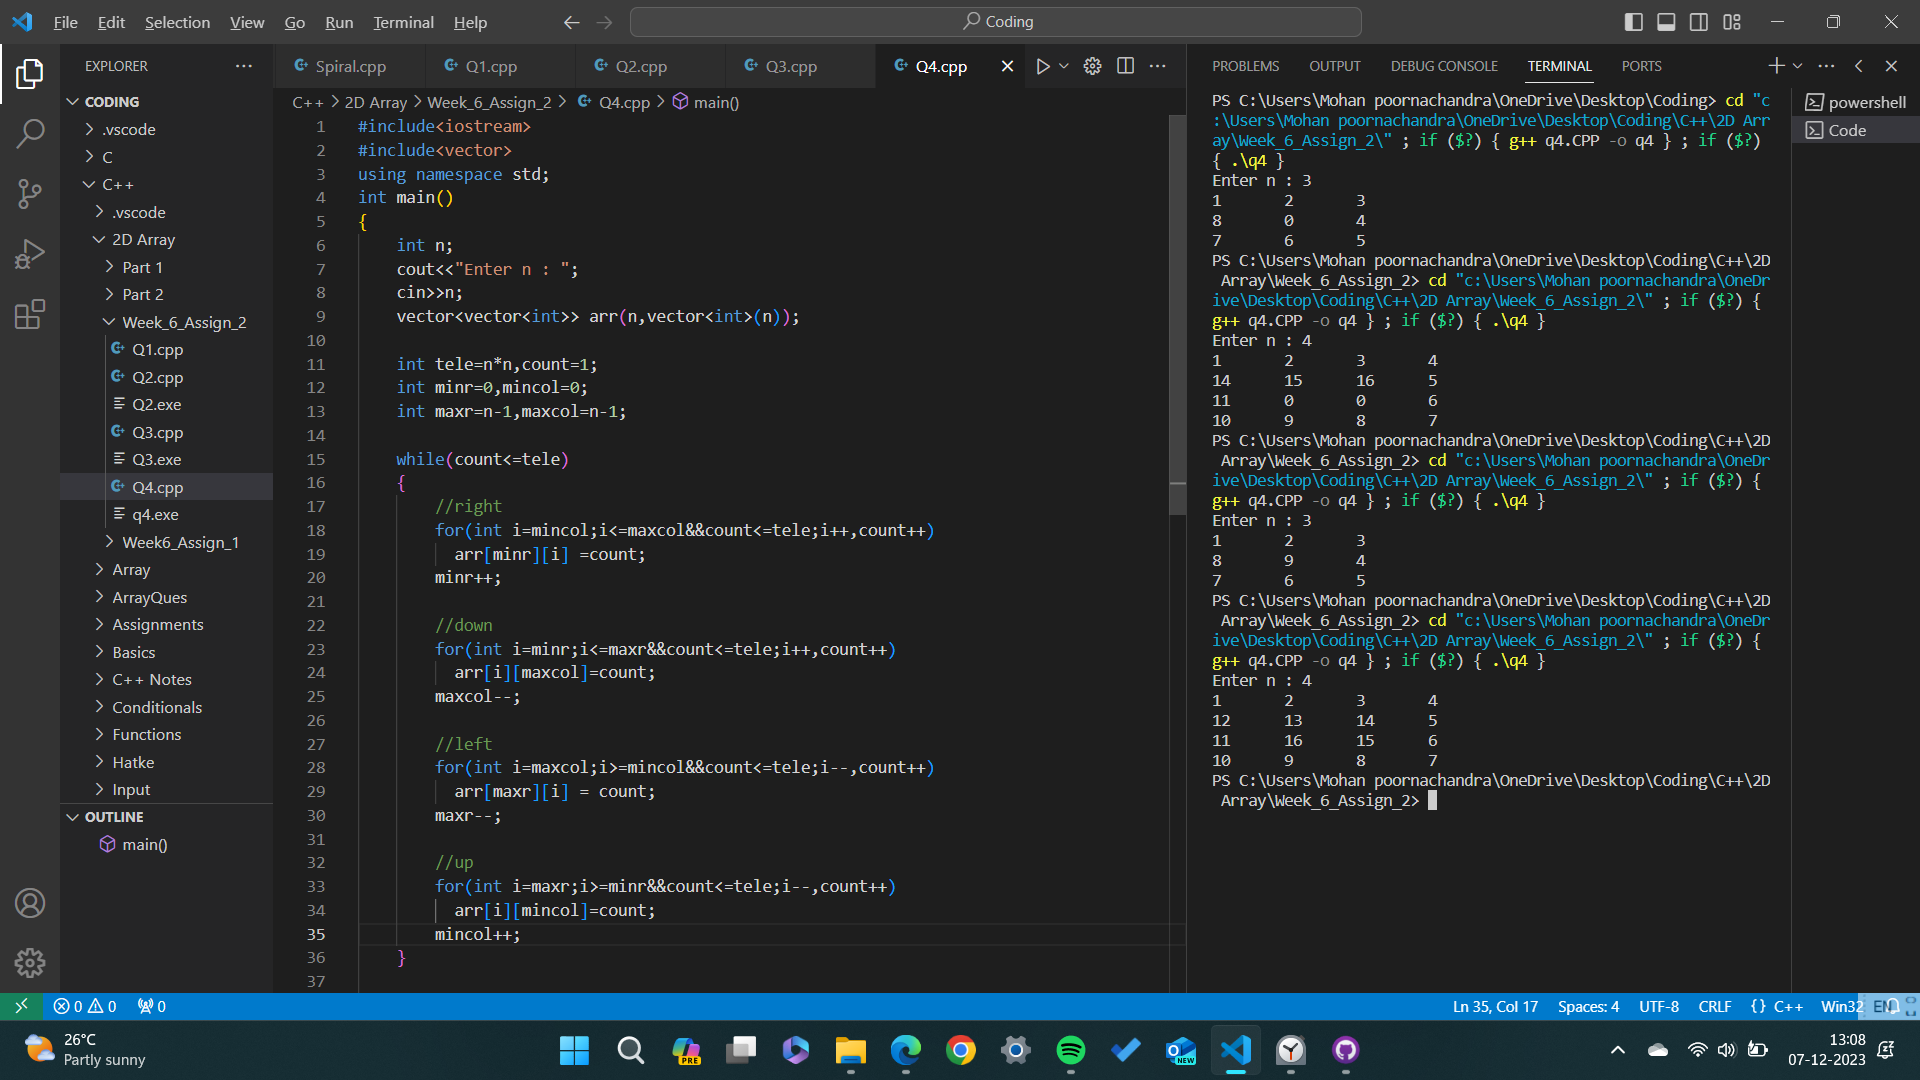 File Edit Selection View Go Run Terminal Help
Coding
EXPLORER
CODING
.vscode
C
C++
.vscode
2D Array
Part 1
Part 2
Week_6_Assign_2
Q1.cpp
Q2.cpp
Q2.exe
Q3.cpp
Q3.exe
Q4.cpp
q4.exe
Week6_Assign_1
Array
ArrayQues
Assignments
Basics
C++ Notes
Conditionals
Functions
Hatke
Input
OUTLINE
main()
Spiral.cpp Q1.cpp Q2.cpp Q3.cpp Q4.cpp
C++ > 2D Array > Week_6_Assign_2 > Q4.cpp > main()
1 #include<iostream>
2 #include<vector>
3 using namespace std;
4 int main()
5 {
6 int n;
7 cout<<"Enter n : ";
8 cin>>n;
9 vector<vector<int>> arr(n,vector<int>(n));
10
11 int tele=n*n,count=1;
12 int minr=0,mincol=0;
13 int maxr=n-1,maxcol=n-1;
14
15 while(count<=tele)
16 {
17 //right
18 for(int i=mincol;i<=maxcol&&count<=tele;i++,count++)
19 arr[minr][i] =count;
20 minr++;
21
22 //down
23 for(int i=minr;i<=maxr&&count<=tele;i++,count++)
24 arr[i][maxcol]=count;
25 maxcol--;
26
27 //left
28 for(int i=maxcol;i>=mincol&&count<=tele;i--,count++)
29 arr[maxr][i] = count;
30 maxr--;
31
32 //up
33 for(int i=maxr;i>=minr&&count<=tele;i--,count++)
34 arr[i][mincol]=count;
35 mincol++;
36 }
37
PROBLEMS OUTPUT DEBUG CONSOLE TERMINAL PORTS
PS C:\Users\Mohan poornachandra\OneDrive\Desktop\Coding> cd "c
:\Users\Mohan poornachandra\OneDrive\Desktop\Coding\C++\2D Arr
ay\Week_6_Assign_2\" ; if ($?) { g++ q4.CPP -o q4 } ; if ($?)
{ .\q4 }
Enter n : 3
1 2 3
8 0 4
7 6 5
PS C:\Users\Mohan poornachandra\OneDrive\Desktop\Coding\C++\2D
Array\Week_6_Assign_2> cd "c:\Users\Mohan poornachandra\OneDr
ive\Desktop\Coding\C++\2D Array\Week_6_Assign_2\" ; if ($?) {
g++ q4.CPP -o q4 } ; if ($?) { .\q4 }
Enter n : 4
1 2 3 4
14 15 16 5
11 0 0 6
10 9 8 7
PS C:\Users\Mohan poornachandra\OneDrive\Desktop\Coding\C++\2D
Array\Week_6_Assign_2> cd "c:\Users\Mohan poornachandra\OneDr
ive\Desktop\Coding\C++\2D Array\Week_6_Assign_2\" ; if ($?) {
g++ q4.CPP -o q4 } ; if ($?) { .\q4 }
Enter n : 3
1 2 3
8 9 4
7 6 5
PS C:\Users\Mohan poornachandra\OneDrive\Desktop\Coding\C++\2D
Array\Week_6_Assign_2> cd "c:\Users\Mohan poornachandra\OneDr
ive\Desktop\Coding\C++\2D Array\Week_6_Assign_2\" ; if ($?) {
g++ q4.CPP -o q4 } ; if ($?) { .\q4 }
Enter n : 4
1 2 3 4
12 13 14 5
11 16 15 6
10 9 8 7
PS C:\Users\Mohan poornachandra\OneDrive\Desktop\Coding\C++\2D
Array\Week_6_Assign_2>
powershell
Code
0 0 0
Ln 35, Col 17 Spaces: 4 UTF-8 CRLF {} C++ Win32 EN
26°C
Partly sunny
PRE
NEW
13:08
07-12-2023